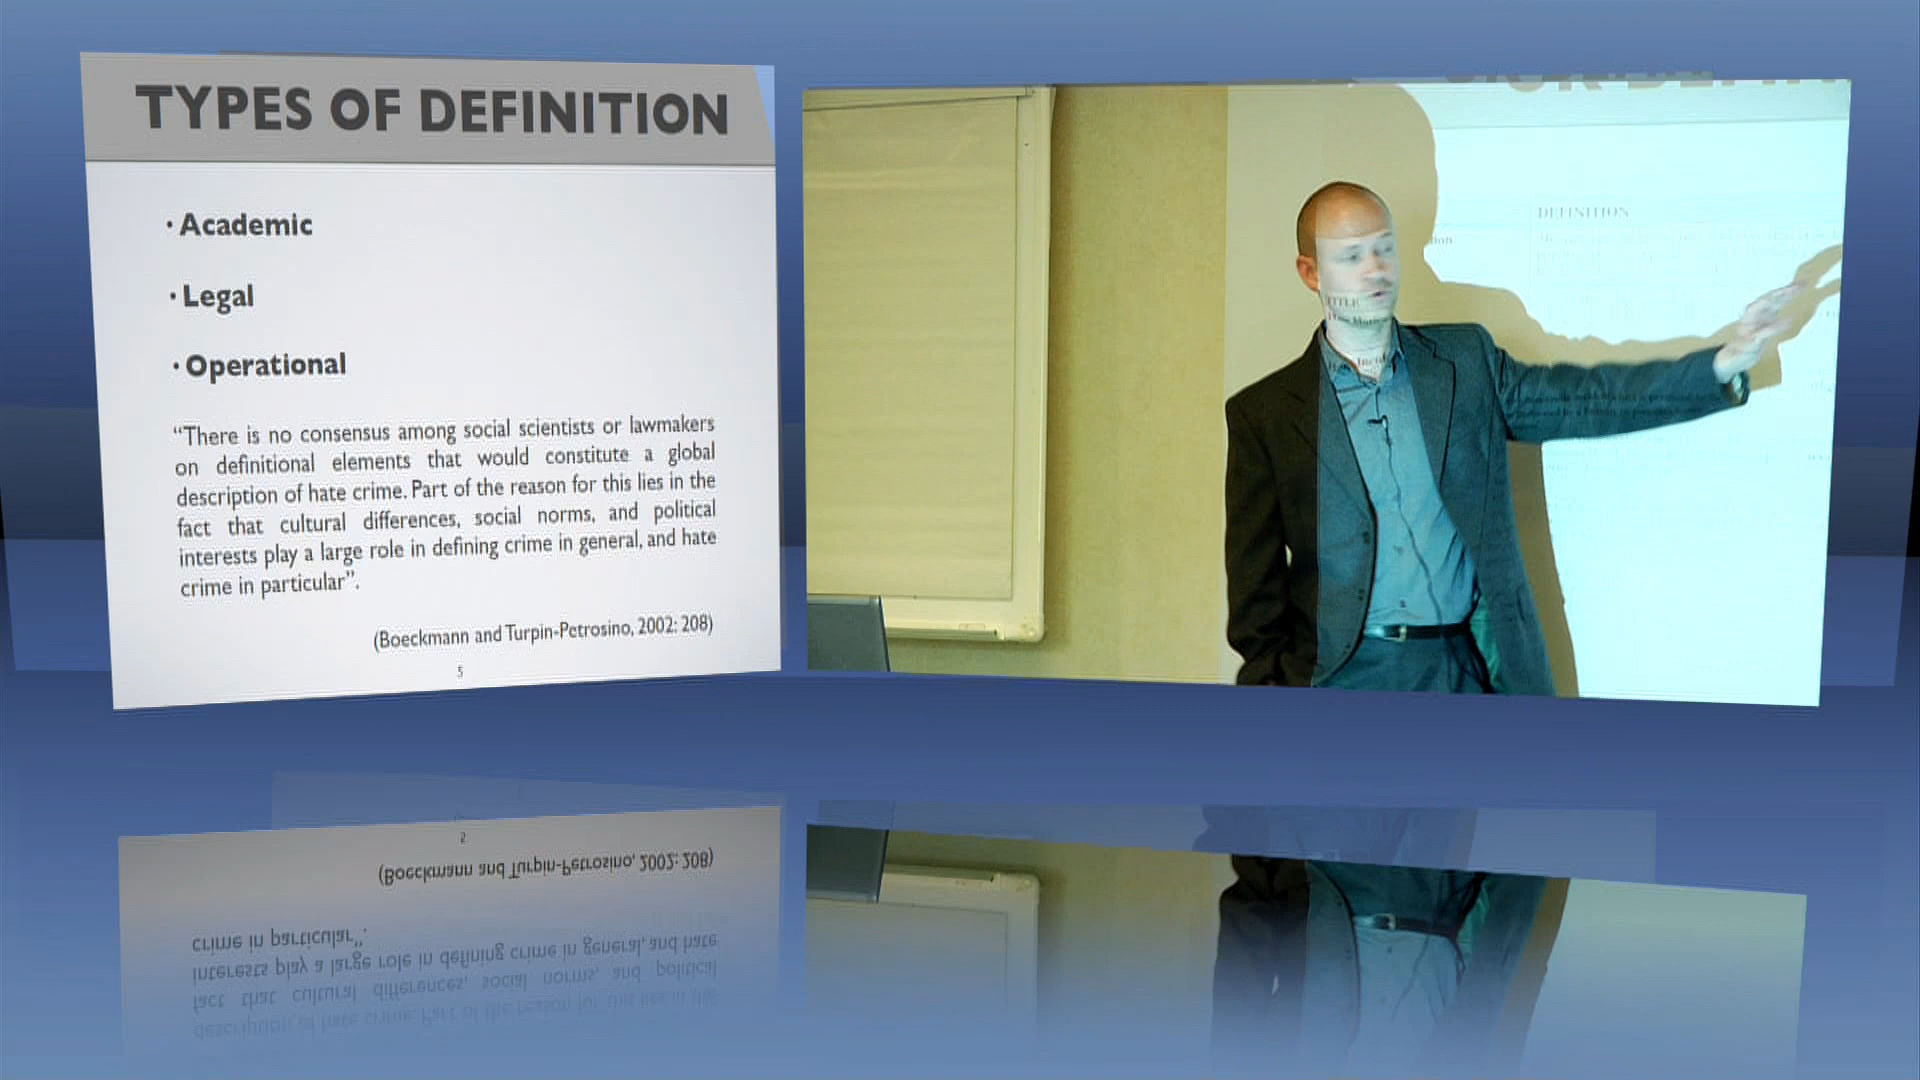 TYPES OF DEFINITION
• Academic
• Legal
• Operational
“There is no consensus among social scientists or lawmakers
on definitional elements that would constitute a global
description of hate crime. Part of the reason for this lies in the
fact that cultural differences, social norms, and political
interests play a large role in defining crime in general, and hate
crime in particular”.
(Boeckmann and Turpin-Petrosino, 2002: 208)
5
DEFINITION
TITLE